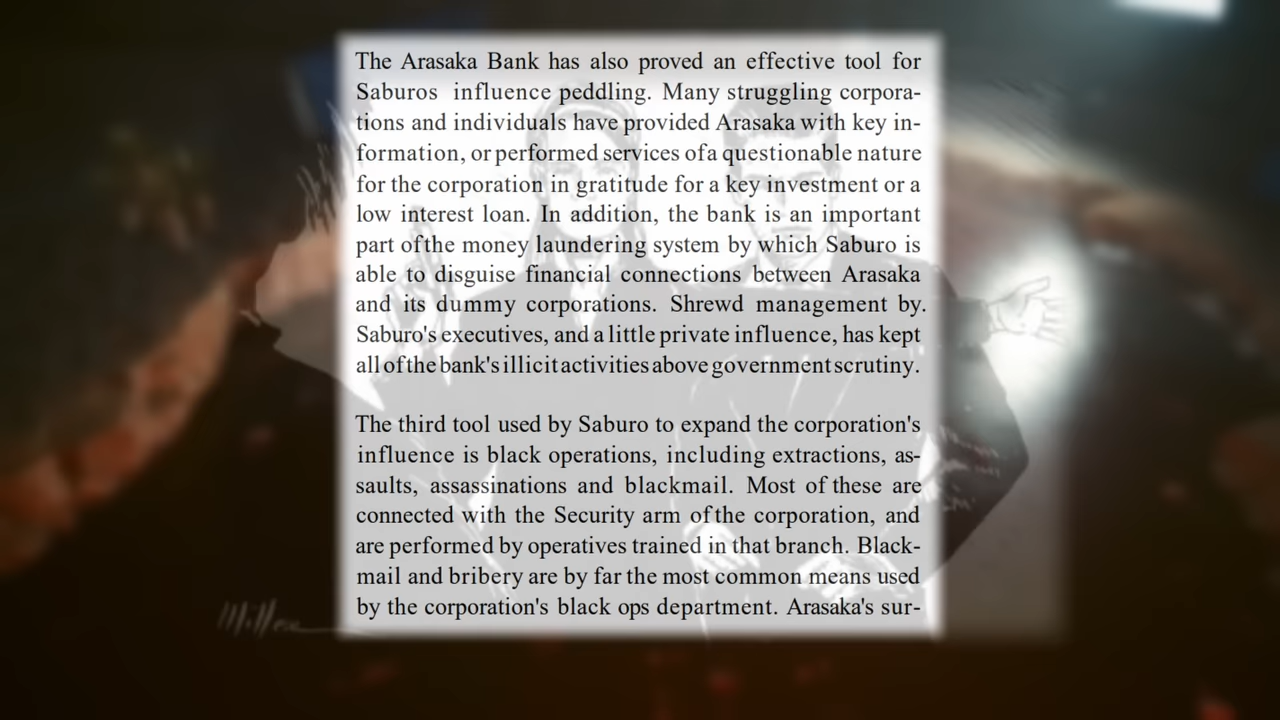 The Arasaka Bank has also proved an effective tool for
Saburos influence peddling. Many struggling corpora-
tions and individuals have provided Arasaka with key in-
formation, or performed services of a questionable nature
for the corporation in gratitude for a key investment or a
low interest loan. In addition, the bank is an important
part of the money laundering system by which Saburo is
able to disguise financial connections between Arasaka
and its dummy corporations. Shrewd management by.
Saburo's executives, and a little private influence, has kept
all of the bank's illicit activities above government scrutiny.
The third tool used by Saburo to expand the corporation's
influence is black operations, including extractions, as-
saults, assassinations and blackmail. Most of these are
connected with the Security arm of the corporation, and
are performed by operatives trained in that branch. Black-
mail and bribery are by far the most common means used
by the corporation's black ops department. Arasaka's sur-